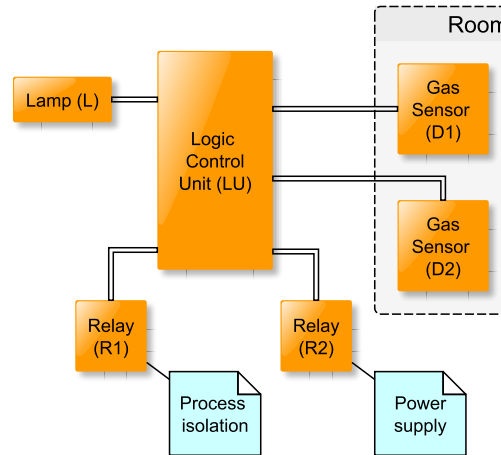 Room
Lamp (L)
Logic
Control
Unit (LU)
Gas
Sensor
(D1)
Gas
Sensor
(D2)
Relay
(R1)
Relay
(R2)
Process
isolation
Power
supply